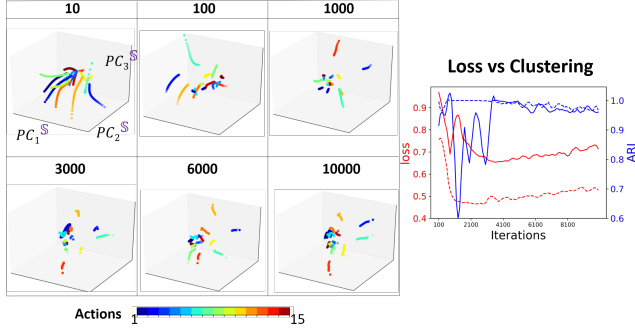 10 100 1000
PC₁§ PC₂§ PC₃§
3000 6000 10000
Actions 1 15
Loss vs Clustering
loss
0.9
0.8
0.7
0.6
0.5
0.4
ARI
1.0
0.9
0.8
0.7
0.6
100 2100 4100 6100 8100
Iterations